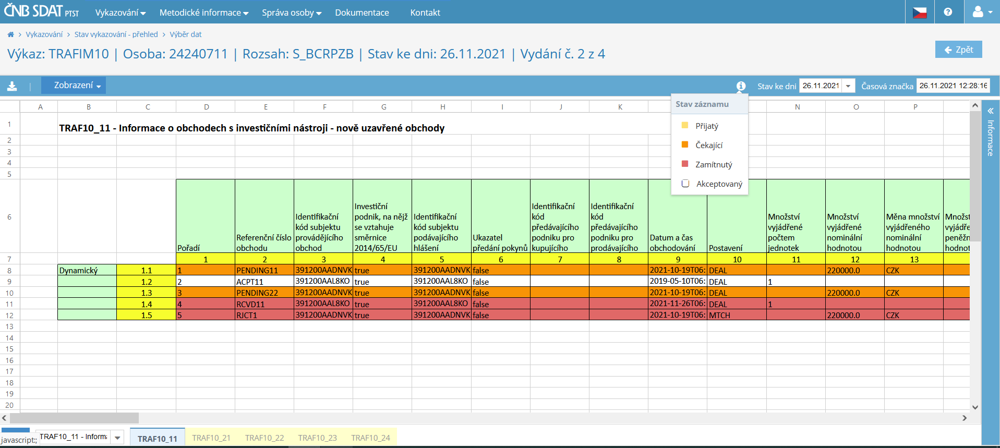 ČNB SDAT PTST Vykazování Metodické informace Správa osoby Dokumentace Kontakt
Vykazování > Stav vykazování - přehled > Výběr dat
Výkaz: TRAFIM10 | Osoba: 24240711 | Rozsah: S_BCRPZB | Stav ke dni: 26.11.2021 | Vydání č. 2 z 4
Zpět
Zobrazení
Stav ke dni 26.11.2021 Časová značka 26.11.2021 12:28:16
Stav záznamu
Přijatý
Čekající
Zamítnutý
Akceptovaný
Informace
A B C D E F G H I J K N O P
1 TRAF10_11 - Informace o obchodech s investičními nástroji - nově uzavřené obchody
2
3
4
5
6
Pořadí
Referenční číslo
obchodu
Identifikační
kód subjektu
provádějícího
obchod
Investiční
podnik, na nějž
se vztahuje
směrnice
2014/65/EU
Identifikační
kód subjektu
podávajícího
hlášení
Ukazatel
předání pokynů
Identifikační
kód
předávajícího
podniku pro
kupujícího
Identifikační
kód
předávajícího
podniku pro
prodávajícího
Datum a čas
obchodování
Postavení
Množství
vyjádřené
počtem
jednotek
Množství
vyjádřené
nominální
hodnotou
Měna množství
vyjádřeného
nominální
hodnotou
7 1 2 3 4 5 6 7 8 9 10 11 12 13
8 Dynamický 1.1 1 PENDING11 391200AADNVK true 391200AADNVK false 2021-10-19T06: DEAL 220000.0 CZK
9 1.2 2 ACPT11 391200AAL8KO true 391200AAL8KO false 2019-05-10T06: DEAL 1
10 1.3 3 PENDING22 391200AADNVK true 391200AADNVK false 2021-10-19T06: DEAL 220000.0 CZK
11 1.4 4 RCVD11 391200AAL8KO true 391200AAL8KO false 2021-11-26T06: DEAL 1
12 1.5 5 RJCT1 391200AADNVK true 391200AADNVK false 2021-10-19T06: MTCH 220000.0 CZK
13
14
15
16
17
18
19
20
javascript:; TRAF10_11 - Informa TRAF10_11 TRAF10_21 TRAF10_22 TRAF10_23 TRAF10_24